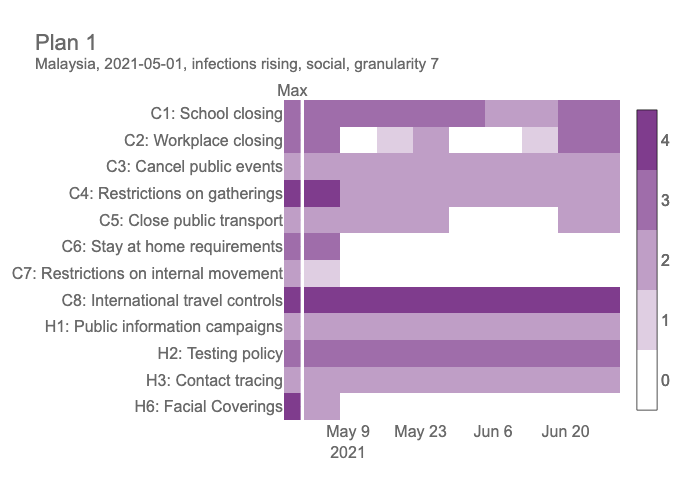 Plan 1
Malaysia, 2021-05-01, infections rising, social, granularity 7
Max
C1: School closing
C2: Workplace closing
C3: Cancel public events
C4: Restrictions on gatherings
C5: Close public transport
C6: Stay at home requirements
C7: Restrictions on internal movement
C8: International travel controls
H1: Public information campaigns
H2: Testing policy
H3: Contact tracing
H6: Facial Coverings
May 9 May 23 Jun 6 Jun 20
2021
4
3
2
1
0